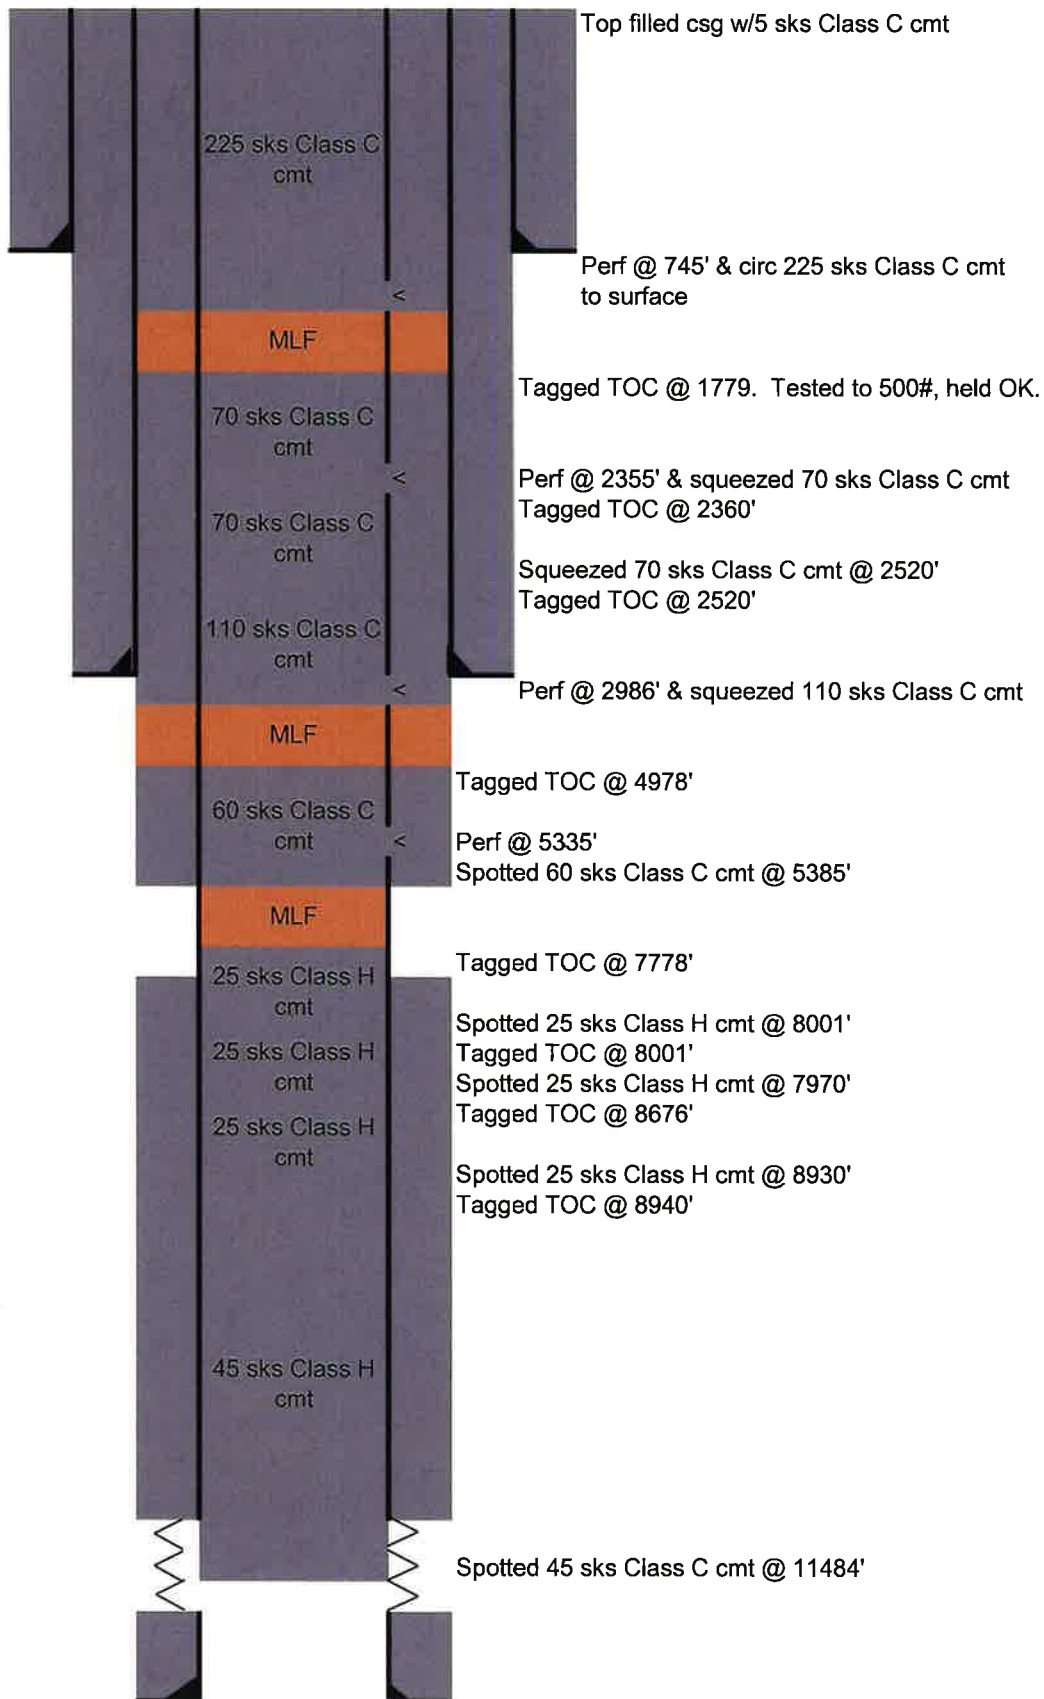 Top filled csg w/5 sks Class C cmt
225 sks Class C
cmt
Perf @ 745' & circ 225 sks Class C cmt
to surface
<
MLF
Tagged TOC @ 1779.  Tested to 500#, held OK.
70 sks Class C
cmt
<
Perf @ 2355' & squeezed 70 sks Class C cmt
Tagged TOC @ 2360'
70 sks Class C
cmt
Squeezed 70 sks Class C cmt @ 2520'
Tagged TOC @ 2520'
110 sks Class C
cmt
<
Perf @ 2986' & squeezed 110 sks Class C cmt
MLF
Tagged TOC @ 4978'
60 sks Class C
cmt
<
Perf @ 5335'
Spotted 60 sks Class C cmt @ 5385'
MLF
Tagged TOC @ 7778'
25 sks Class H
cmt
Spotted 25 sks Class H cmt @ 8001'
Tagged TOC @ 8001'
25 sks Class H
cmt
Spotted 25 sks Class H cmt @ 7970'
Tagged TOC @ 8676'
25 sks Class H
cmt
Spotted 25 sks Class H cmt @ 8930'
Tagged TOC @ 8940'
45 sks Class H
cmt
Spotted 45 sks Class C cmt @ 11484'